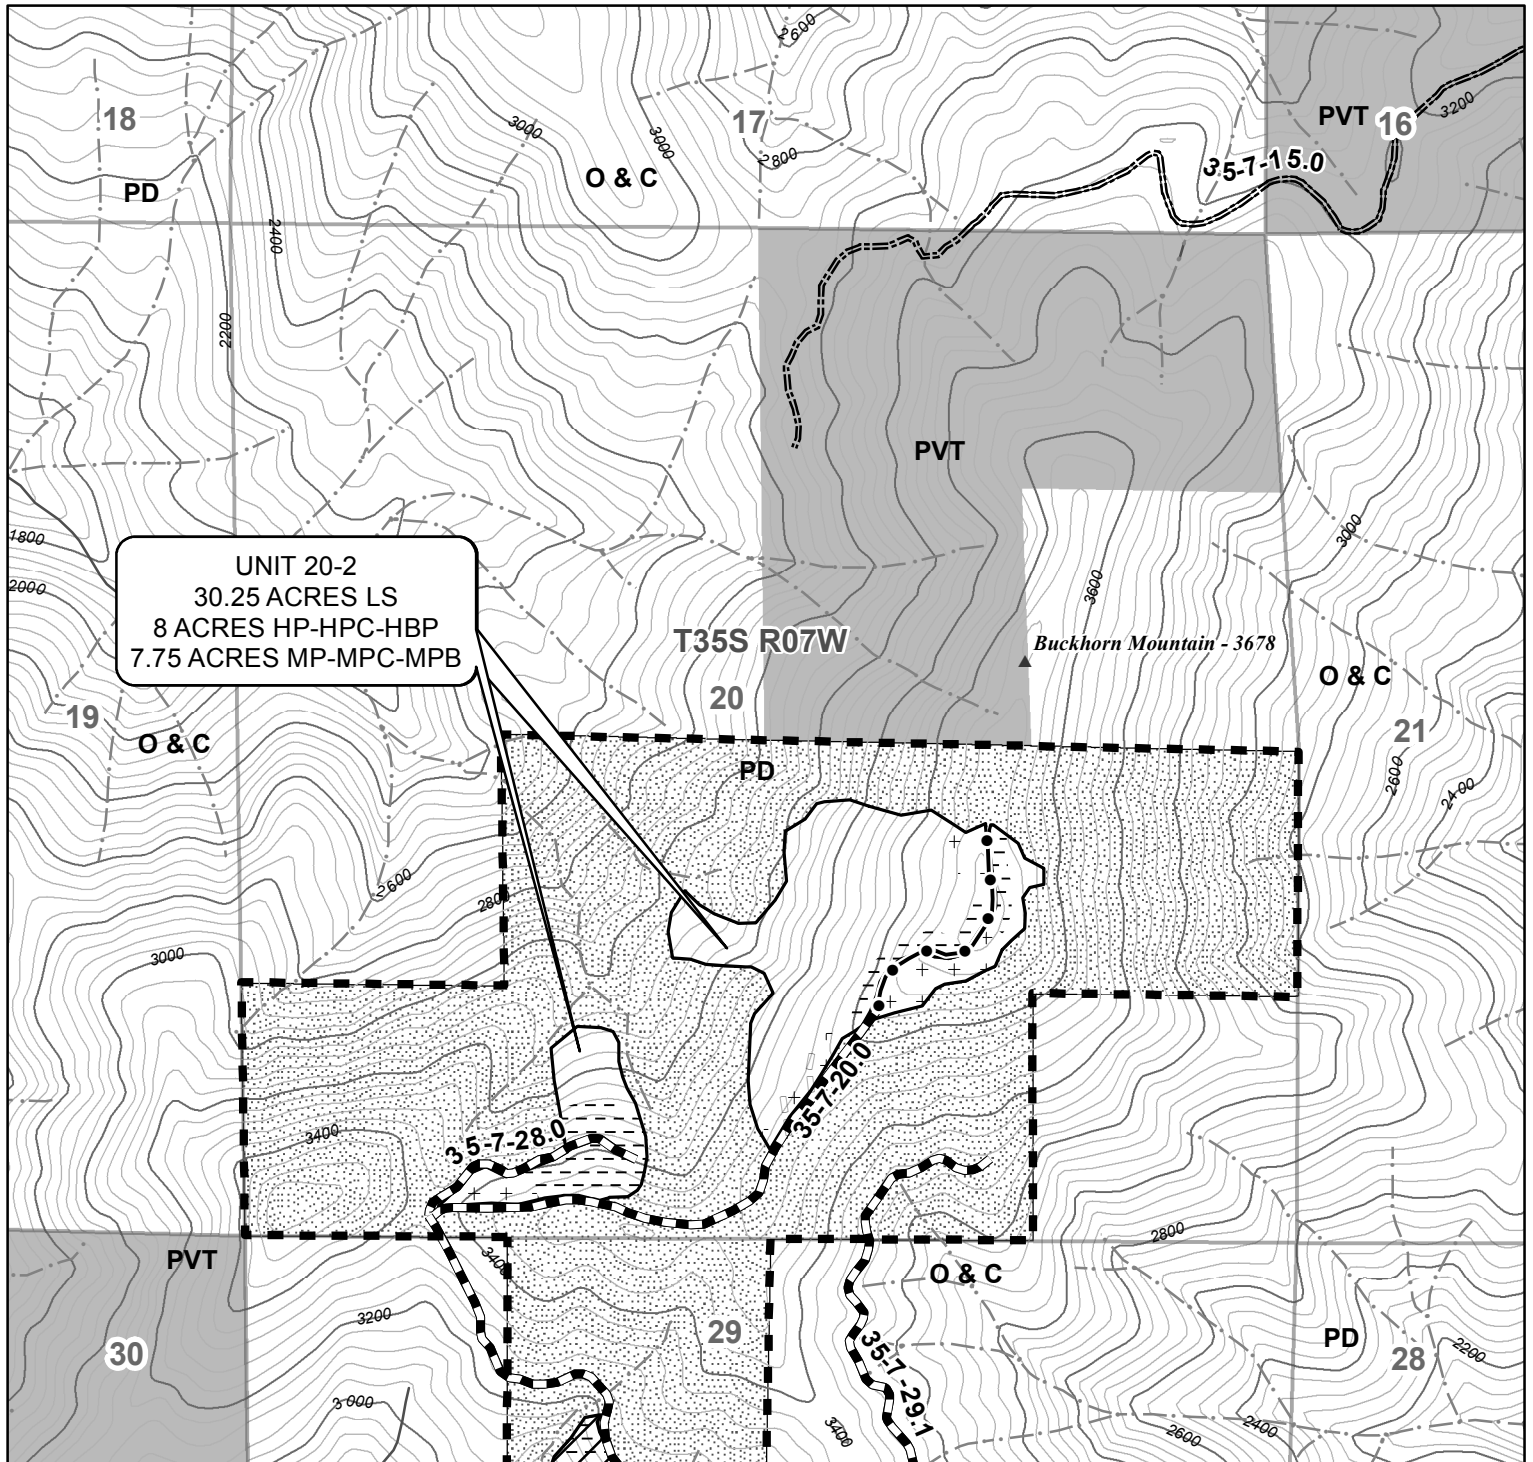 2600
18
17
PVT
16
3200
3000
3000
2800
O & C
35-7-15.0
PD
2400
2200
PVT
1800
2000
3000
UNIT 20-2
30.25 ACRES LS
8 ACRES HP-HPC-HBP
7.75 ACRES MP-MPC-MPB
3600
T35S R07W
Buckhorn Mountain - 3678
O & C
20
19
O & C
21
PD
2600
2400
2600
2800
3000
35-7-20.0
3400
35-7-28.0
2800
PVT
3400
O & C
3200
29
30
35-7-29.1
PD
28
2200
3000
3400
2600
2400